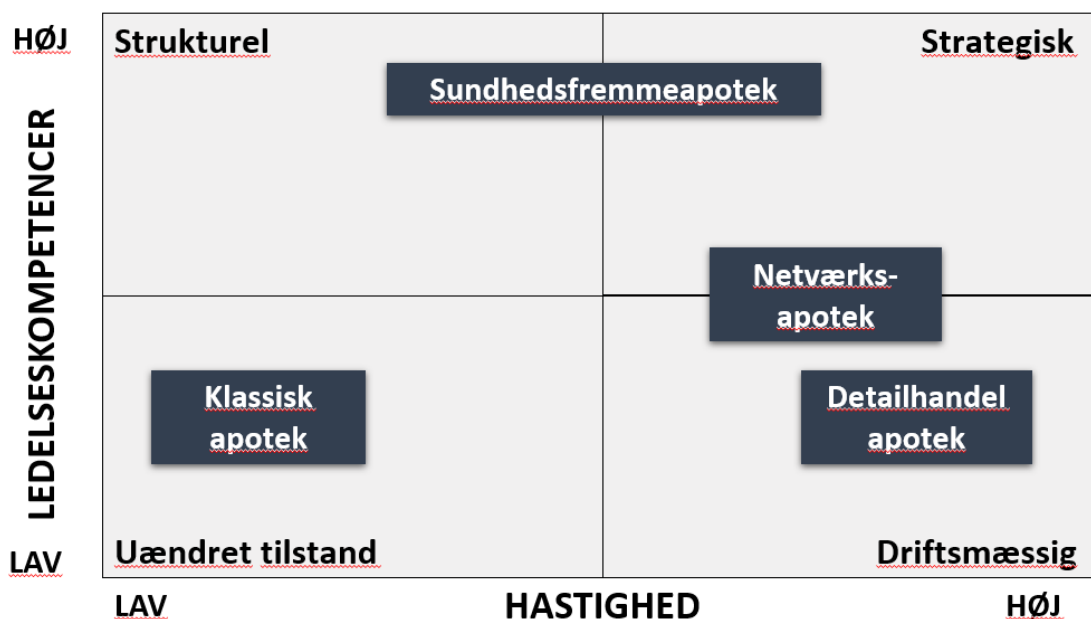 HØJ
Strukturel
Strategisk
Sundhedsfremmeapotek
LEDELSESKOMPETENCER
Netværks-
apotek
Klassisk
apotek
Detailhandel
apotek
LAV
Uændret tilstand
Driftsmæssig
LAV
HASTIGHED
HØJ